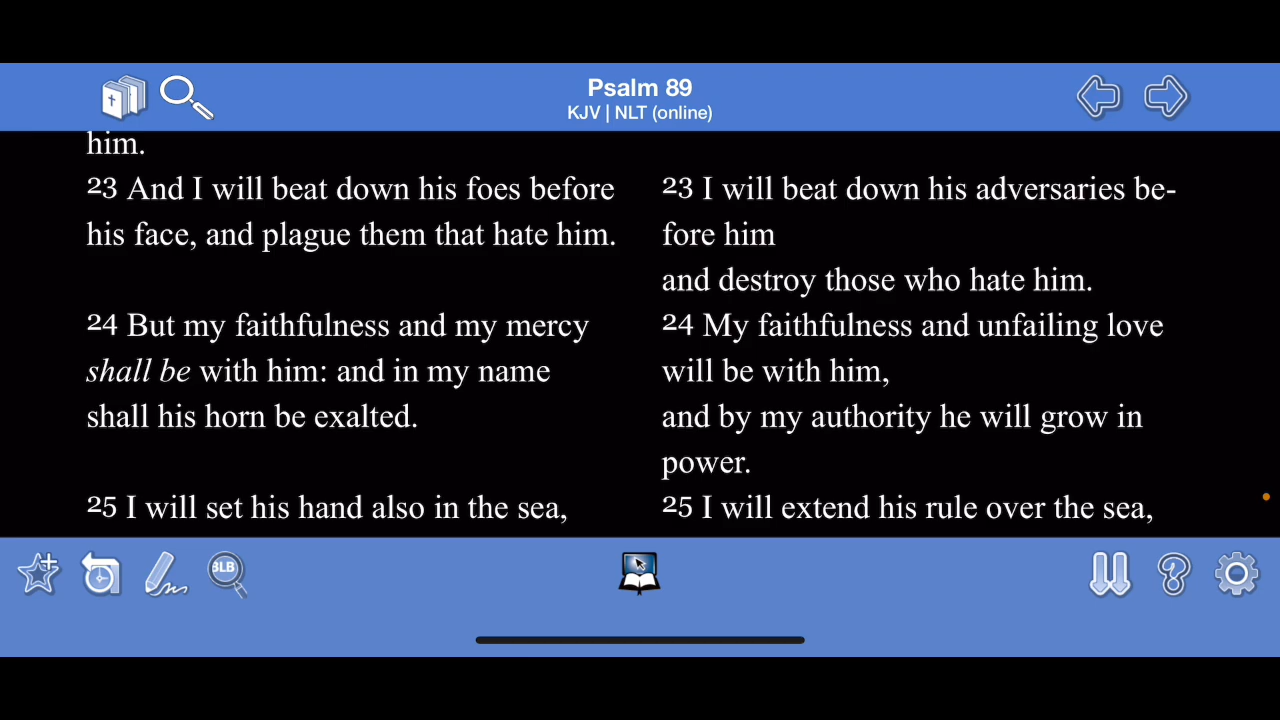 Psalm 89
KJV | NLT (online)
him.
23 And I will beat down his foes before
his face, and plague them that hate him.
24 But my faithfulness and my mercy
shall be with him: and in my name
shall his horn be exalted.
25 I will set his hand also in the sea,
23 I will beat down his adversaries be-
fore him
and destroy those who hate him.
24 My faithfulness and unfailing love
will be with him,
and by my authority he will grow in
power.
25 I will extend his rule over the sea,
BLB